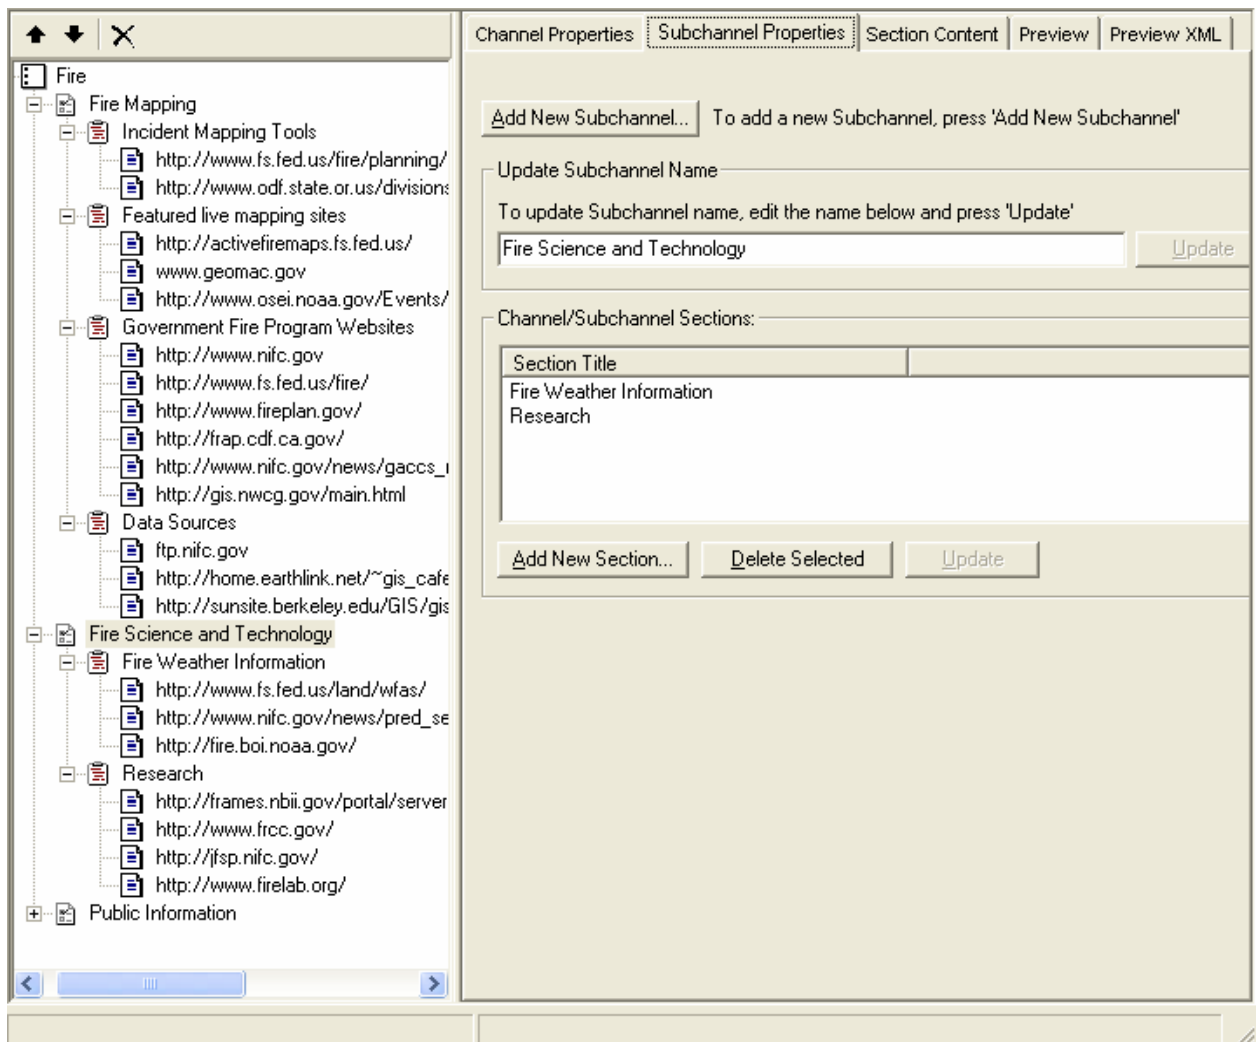 Fire
Fire Mapping
Incident Mapping Tools
http://www.fs.fed.us/fire/planning/
http://www.odf.state.or.us/divisions
Featured live mapping sites
http://activefiremaps.fs.fed.us/
www.geomac.gov
http://www.osei.noaa.gov/Events/
Government Fire Program Websites
http://www.nifc.gov
http://www.fs.fed.us/fire/
http://www.fireplan.gov/
http://frap.cdf.ca.gov/
http://www.nifc.gov/news/gaccs_
http://gis.nwcg.gov/main.html
Data Sources
ftp.nifc.gov
http://home.earthlink.net/~gis_cafe
http://sunsite.berkeley.edu/GIS/gis
Fire Science and Technology
Fire Weather Information
http://www.fs.fed.us/land/wfas/
http://www.nifc.gov/news/pred_se
http://fire.boi.noaa.gov/
Research
http://frames.nbii.gov/portal/server
http://www.frcc.gov/
http://jfsp.nifc.gov/
http://www.firelab.org/
Public Information
Channel Properties Subchannel Properties Section Content Preview Preview XML
Add New Subchannel... To add a new Subchannel, press 'Add New Subchannel'
Update Subchannel Name
To update Subchannel name, edit the name below and press 'Update'
Fire Science and Technology Update
Channel/Subchannel Sections:
Section Title
Fire Weather Information
Research
Add New Section... Delete Selected Update